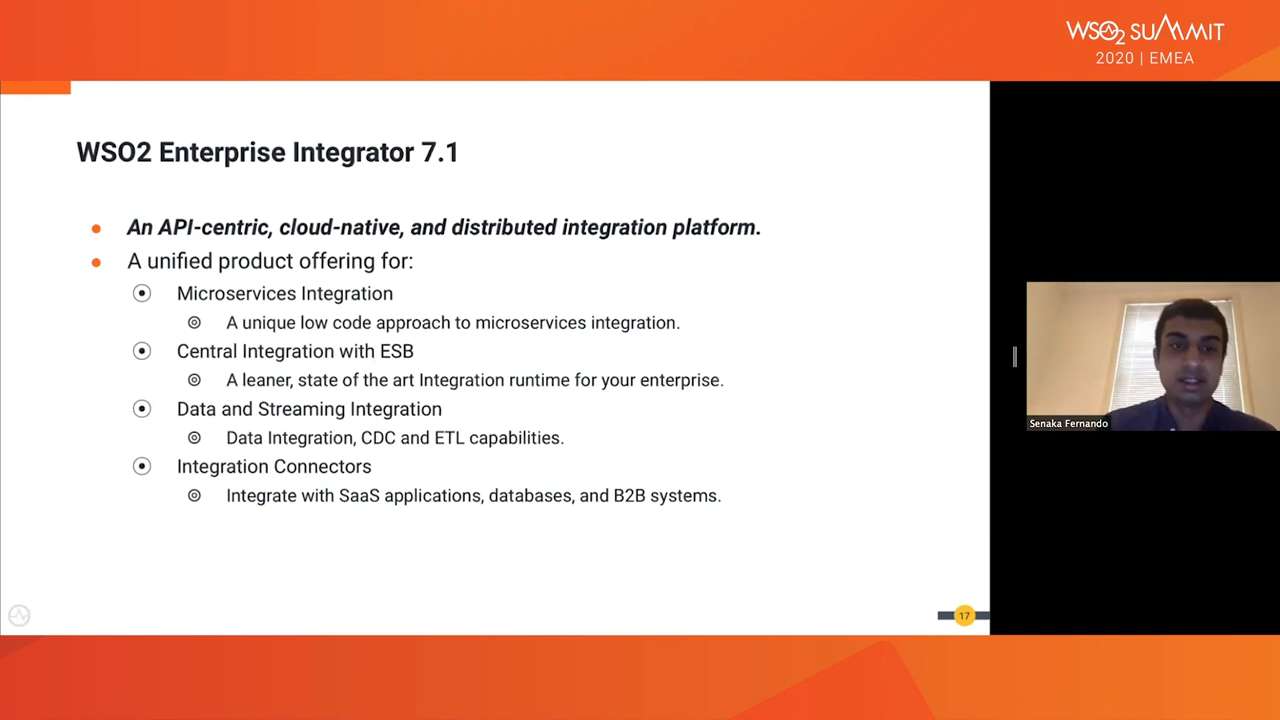 WSO2 SUMMIT
2020 | EMEA
WSO2 Enterprise Integrator 7.1
An API-centric, cloud-native, and distributed integration platform.
A unified product offering for:
Microservices Integration
A unique low code approach to microservices integration.
Central Integration with ESB
A leaner, state of the art Integration runtime for your enterprise.
Data and Streaming Integration
Data Integration, CDC and ETL capabilities.
Integration Connectors
Integrate with SaaS applications, databases, and B2B systems.
Senaka Fernando
17